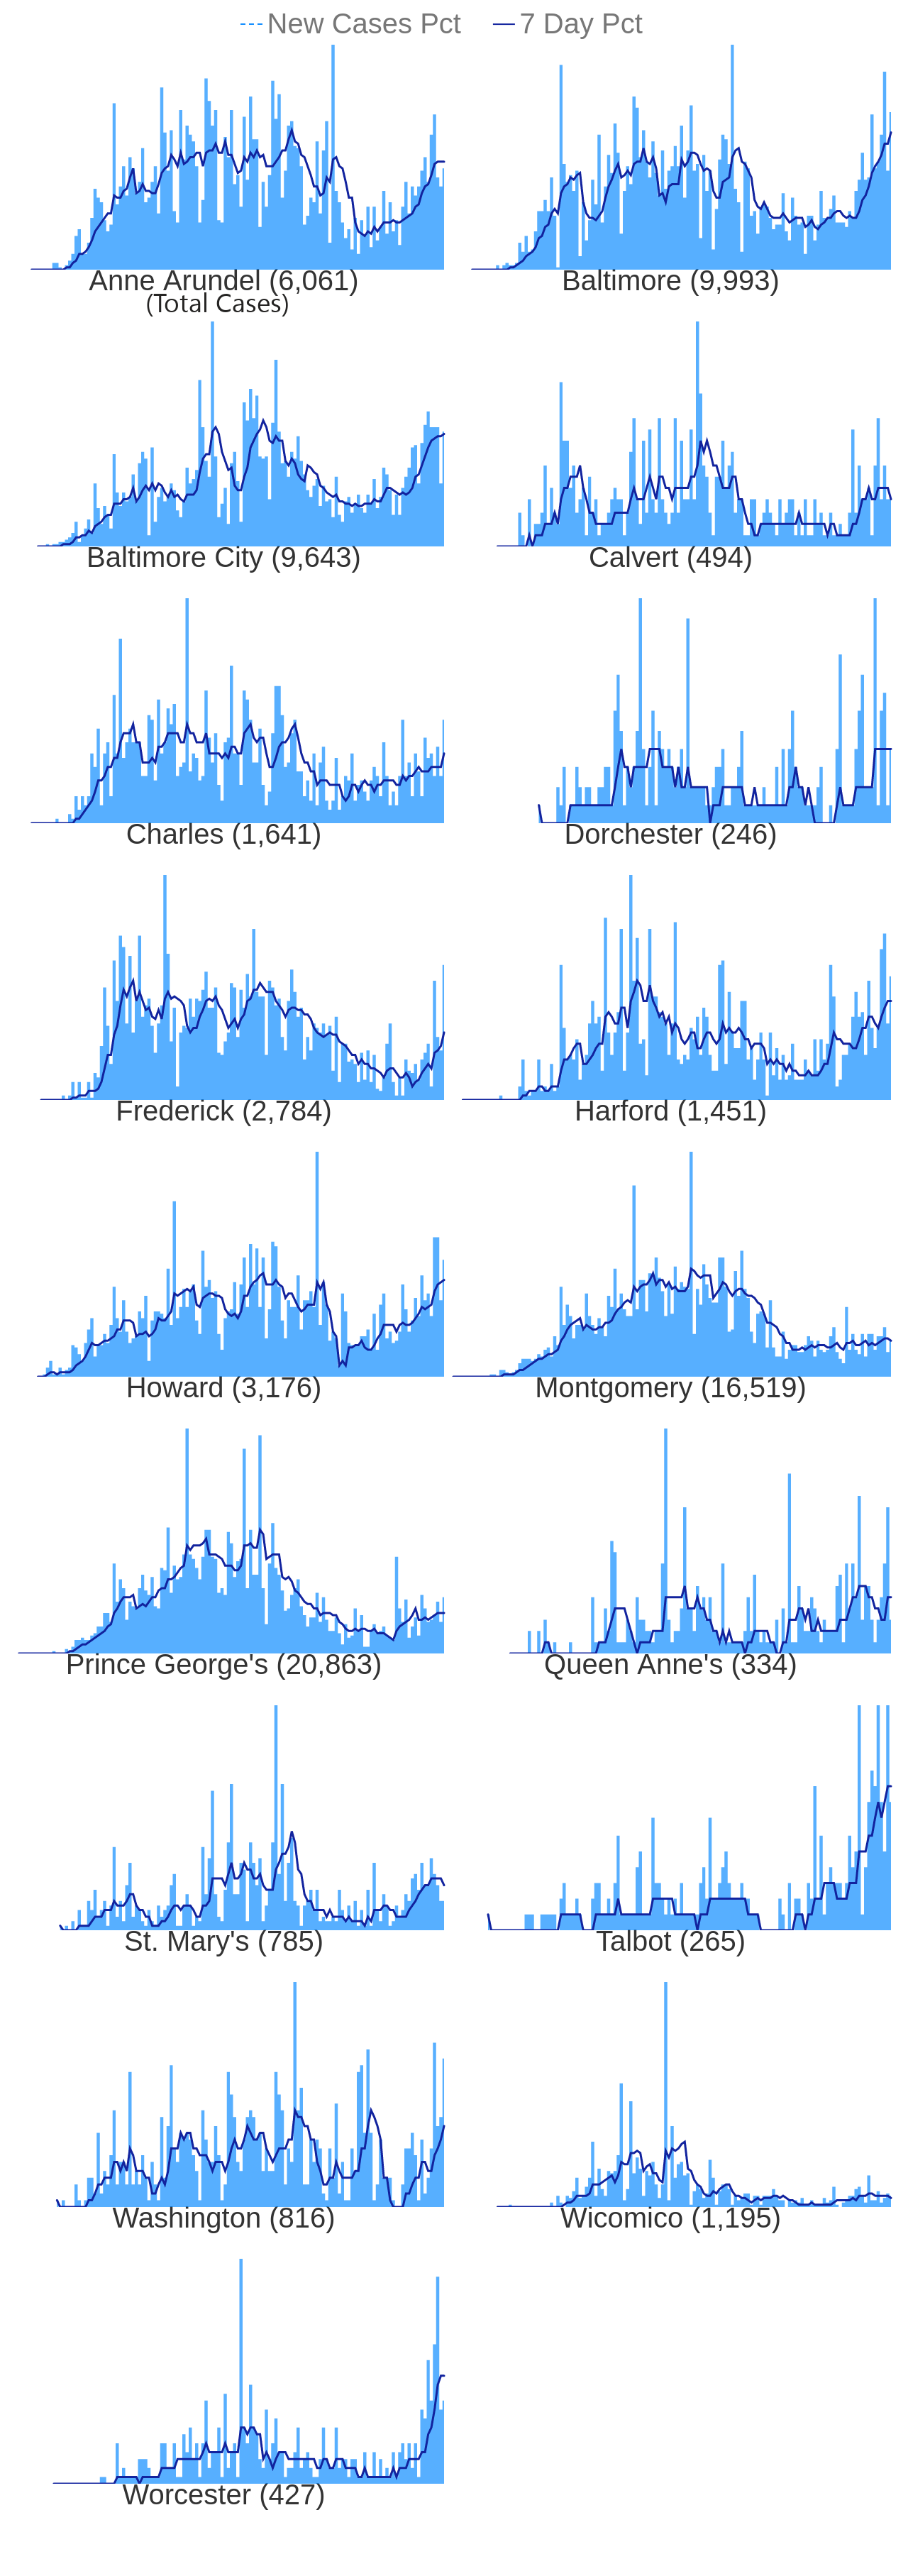 New Cases Pct 7 Day Pct
Anne Arundel (6,061) Baltimore (9,993)
(Total Cases)
Baltimore City (9,643) Calvert (494)
Charles (1,641) Dorchester (246)
Frederick (2,784) Harford (1,451)
Howard (3,176) Montgomery (16,519)
Prince George's (20,863) Queen Anne's (334)
St. Mary's (785) Talbot (265)
Washington (816) Wicomico (1,195)
Worcester (427)